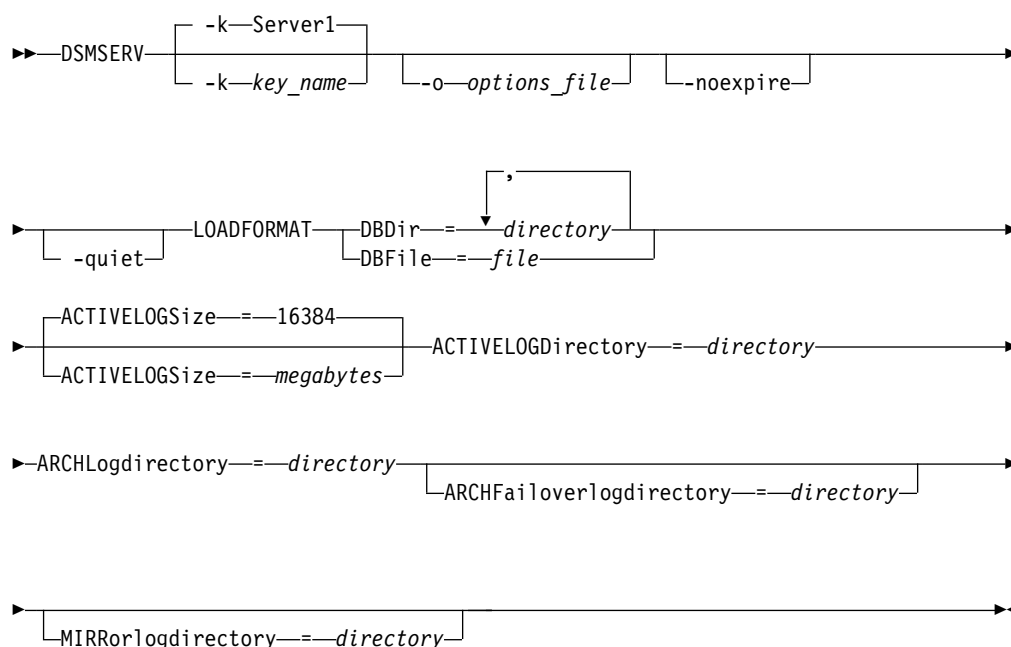 -k Server1
DSMSERV
-k key_name
-o options_file
-noexpire
,
-quiet
LOADFORMAT
DBDir = directory
DBFile = file
ACTIVELOGSize = 16384
ACTIVELOGSize = megabytes
ACTIVELOGDirectory = directory
ARCHLogdirectory = directory
ARCHFailoverlogdirectory = directory
MIRRorlogdirectory = directory